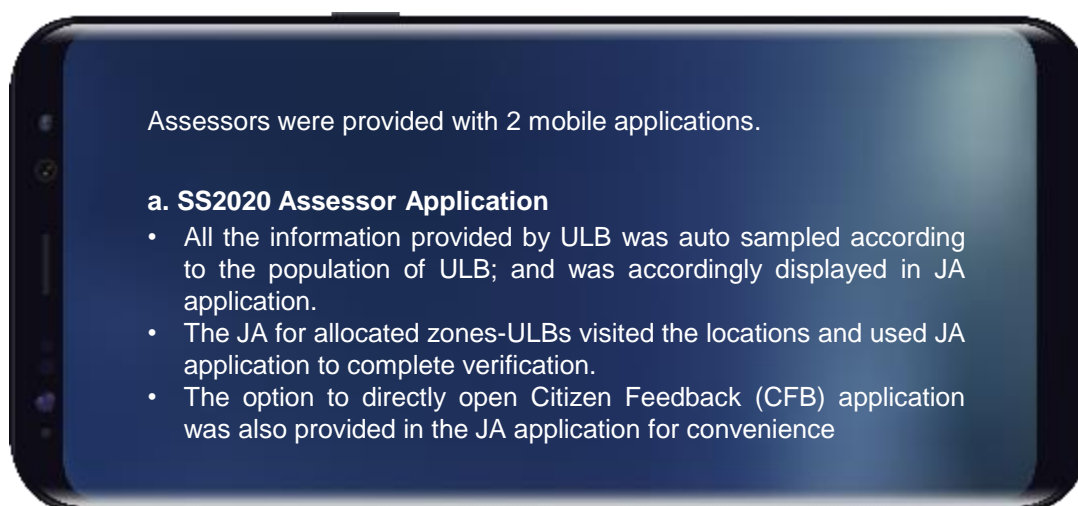 Assessors were provided with 2 mobile applications.
a. SS2020 Assessor Application
• All the information provided by ULB was auto sampled according
to the population of ULB; and was accordingly displayed in JA
application.
• The JA for allocated zones-ULBs visited the locations and used JA
application to complete verification.
• The option to directly open Citizen Feedback (CFB) application
was also provided in the JA application for convenience